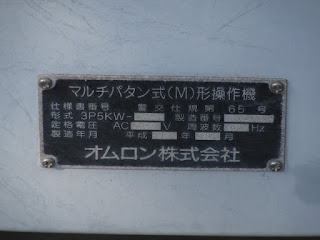 マルチパタン式(M)形操作機
仕様書番号 警交仕規第 65 号
形式 3P5KW- 製造番号
定格電圧 AC V 周波数 Hz
製造年月 平成 年 月
オムロン株式会社